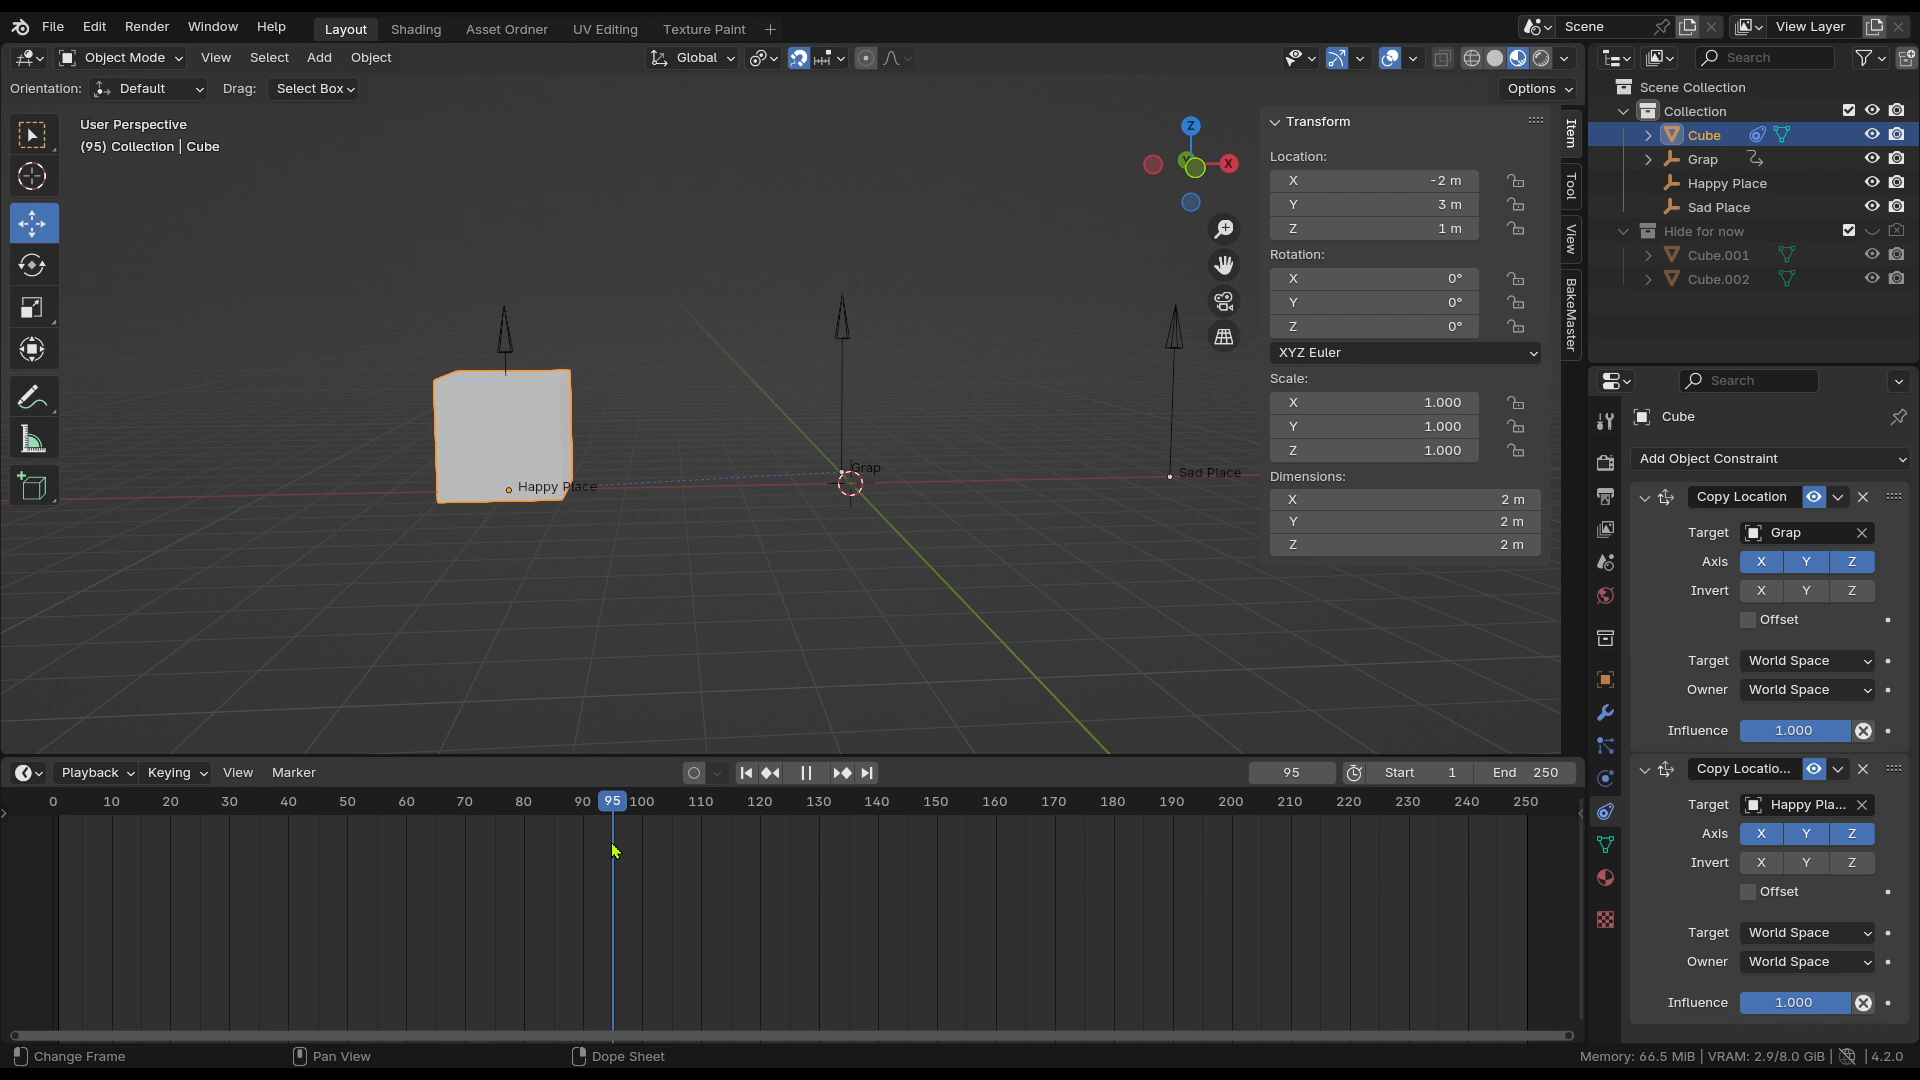 File Edit Render Window Help Layout Shading Asset Ordner UV Editing Texture Paint + Scene View Layer
Object Mode View Select Add Object Global Search
Orientation: Default Drag: Select Box Options
User Perspective
(95) Collection | Cube
Z
Y
X
Happy Place
Grap
Sad Place
Transform
Location:
X -2 m
Y 3 m
Z 1 m
Rotation:
X 0°
Y 0°
Z 0°
XYZ Euler
Scale:
X 1.000
Y 1.000
Z 1.000
Dimensions:
X 2 m
Y 2 m
Z 2 m
Item
Tool
View
BakeMaster
Scene Collection
Collection
Cube
Grap
Happy Place
Sad Place
Hide for now
Cube.001
Cube.002
Search
Cube
Add Object Constraint
Copy Location
Target Grap
Axis X Y Z
Invert X Y Z
Offset
Target World Space
Owner World Space
Influence 1.000
Copy Locatio...
Target Happy Pla...
Axis X Y Z
Invert X Y Z
Offset
Target World Space
Owner World Space
Influence 1.000
Playback Keying View Marker 95 Start 1 End 250
0 10 20 30 40 50 60 70 80 90 95 100 110 120 130 140 150 160 170 180 190 200 210 220 230 240 250
Change Frame Pan View Dope Sheet Memory: 66.5 MiB | VRAM: 2.9/8.0 GiB | 4.2.0